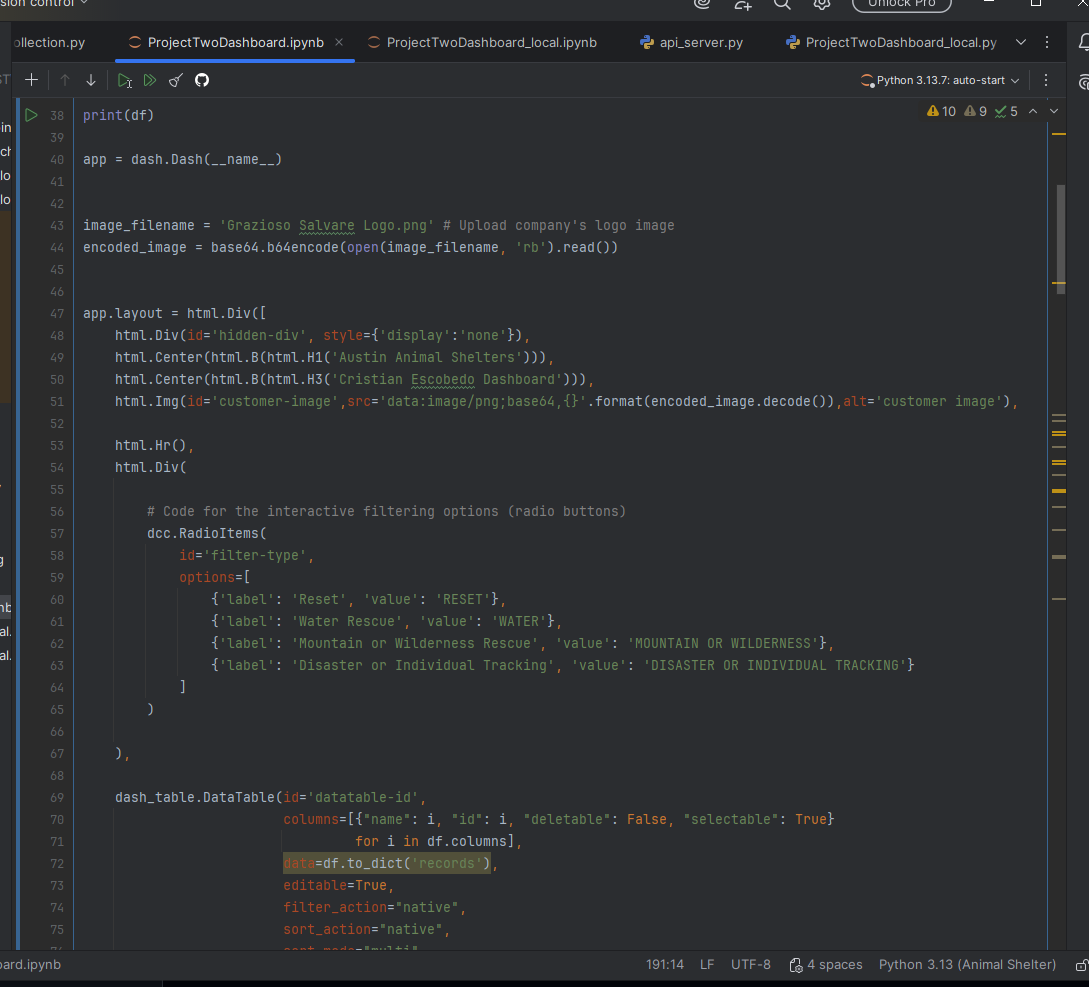 sion control
Unlock Pro
ollection.py
ProjectTwoDashboard.ipynb
ProjectTwoDashboard_local.ipynb
api_server.py
ProjectTwoDashboard_local.py
Python 3.13.7: auto-start
10 9 5
38 print(df)
39
40 app = dash.Dash(__name__)
41
42
43 image_filename = 'Grazioso Salvare Logo.png' # Upload company's logo image
44 encoded_image = base64.b64encode(open(image_filename, 'rb').read())
45
46
47 app.layout = html.Div([
48 html.Div(id='hidden-div', style={'display':'none'}),
49 html.Center(html.B(html.H1('Austin Animal Shelters'))),
50 html.Center(html.B(html.H3('Cristian Escobedo Dashboard'))),
51 html.Img(id='customer-image',src='data:image/png;base64,{}'.format(encoded_image.decode()),alt='customer image'),
52
53 html.Hr(),
54 html.Div(
55
56 # Code for the interactive filtering options (radio buttons)
57 dcc.RadioItems(
58 id='filter-type',
59 options=[
60 {'label': 'Reset', 'value': 'RESET'},
61 {'label': 'Water Rescue', 'value': 'WATER'},
62 {'label': 'Mountain or Wilderness Rescue', 'value': 'MOUNTAIN OR WILDERNESS'},
63 {'label': 'Disaster or Individual Tracking', 'value': 'DISASTER OR INDIVIDUAL TRACKING'}
64 ]
65 )
66
67 ),
68
69 dash_table.DataTable(id='datatable-id',
70 columns=[{"name": i, "id": i, "deletable": False, "selectable": True}
71 for i in df.columns],
72 data=df.to_dict('records'),
73 editable=True,
74 filter_action="native",
75 sort_action="native",
ard.ipynb
191:14 LF UTF-8 4 spaces Python 3.13 (Animal Shelter)